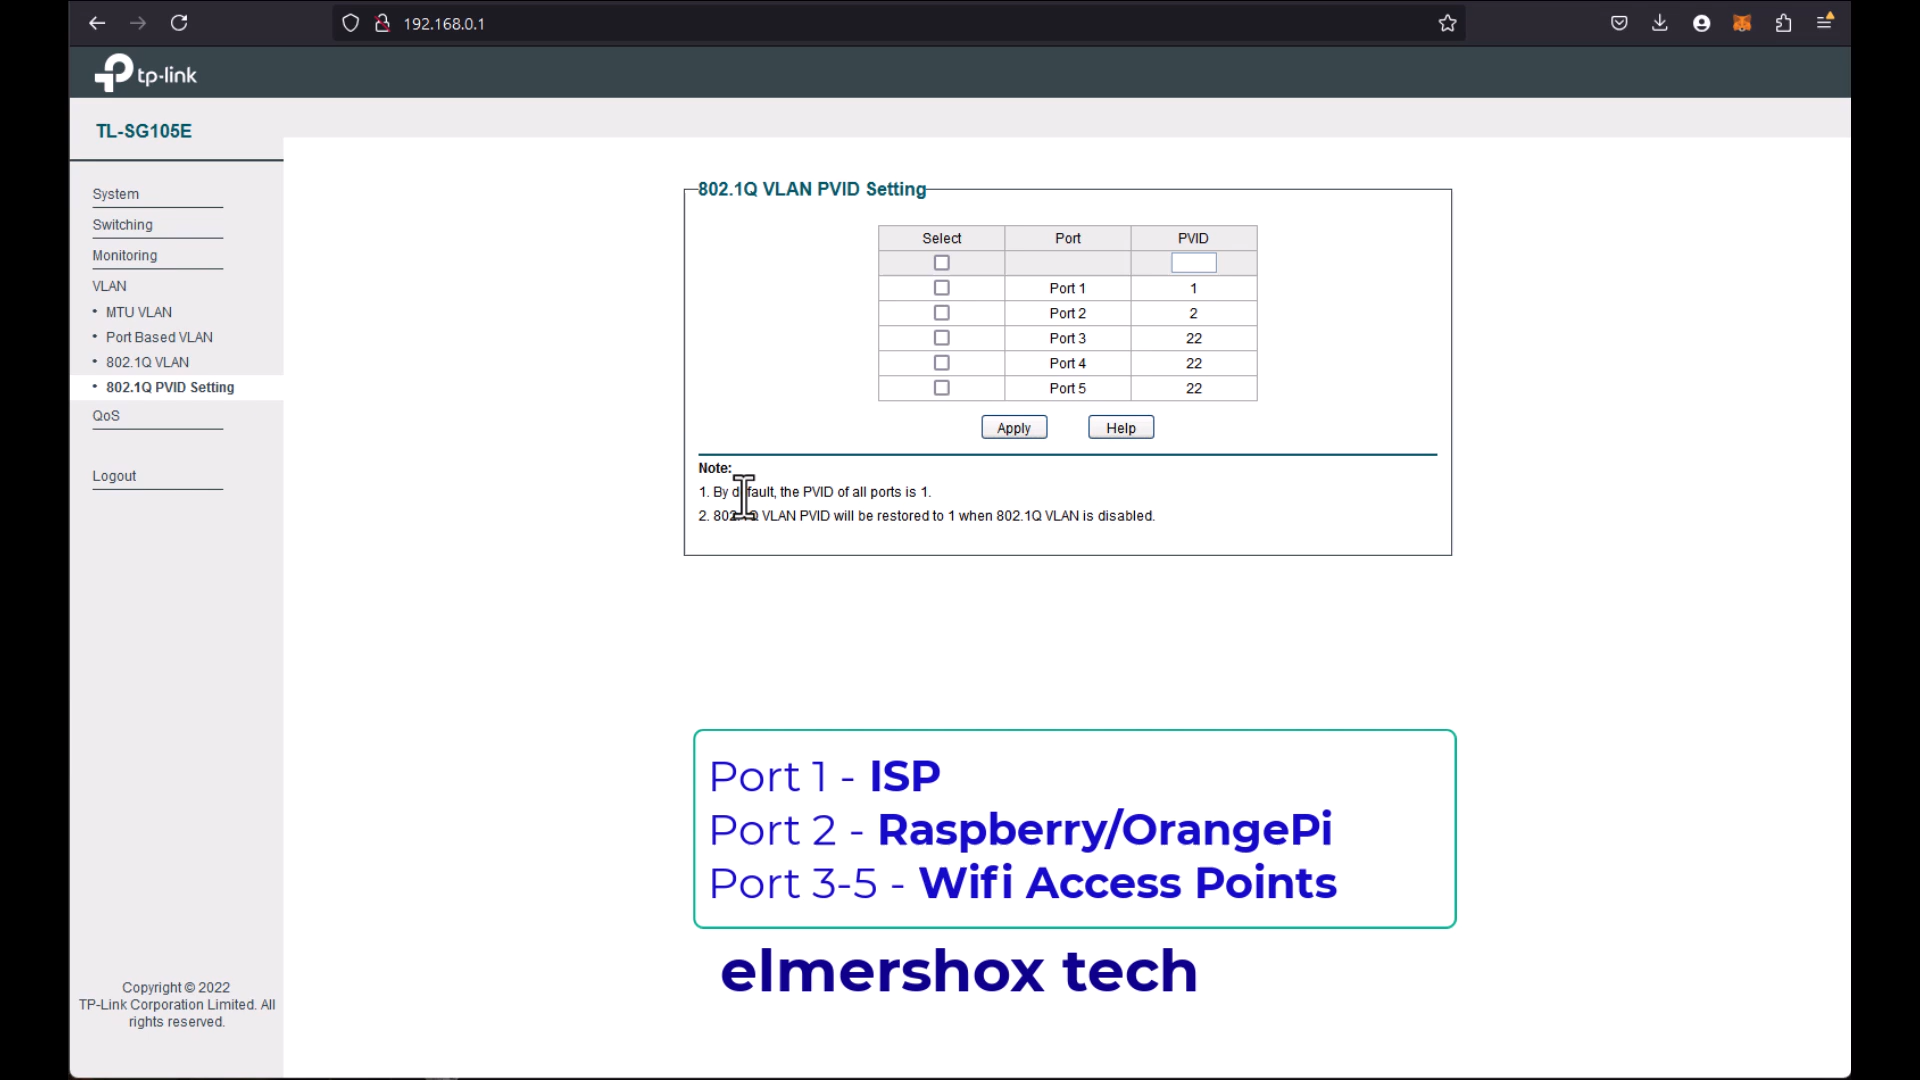 192.168.0.1
tp-link
TL-SG105E
System
Switching
Monitoring
VLAN
• MTU VLAN
• Port Based VLAN
• 802.1Q VLAN
• 802.1Q PVID Setting
QoS
Logout
802.1Q VLAN PVID Setting
Select Port PVID
Port 1 1
Port 2 2
Port 3 22
Port 4 22
Port 5 22
Apply Help
Note:
1. By default, the PVID of all ports is 1.
2. 802.1Q VLAN PVID will be restored to 1 when 802.1Q VLAN is disabled.
Port 1 - ISP
Port 2 - Raspberry/OrangePi
Port 3-5 - Wifi Access Points
elmershox tech
Copyright © 2022
TP-Link Corporation Limited. All
rights reserved.